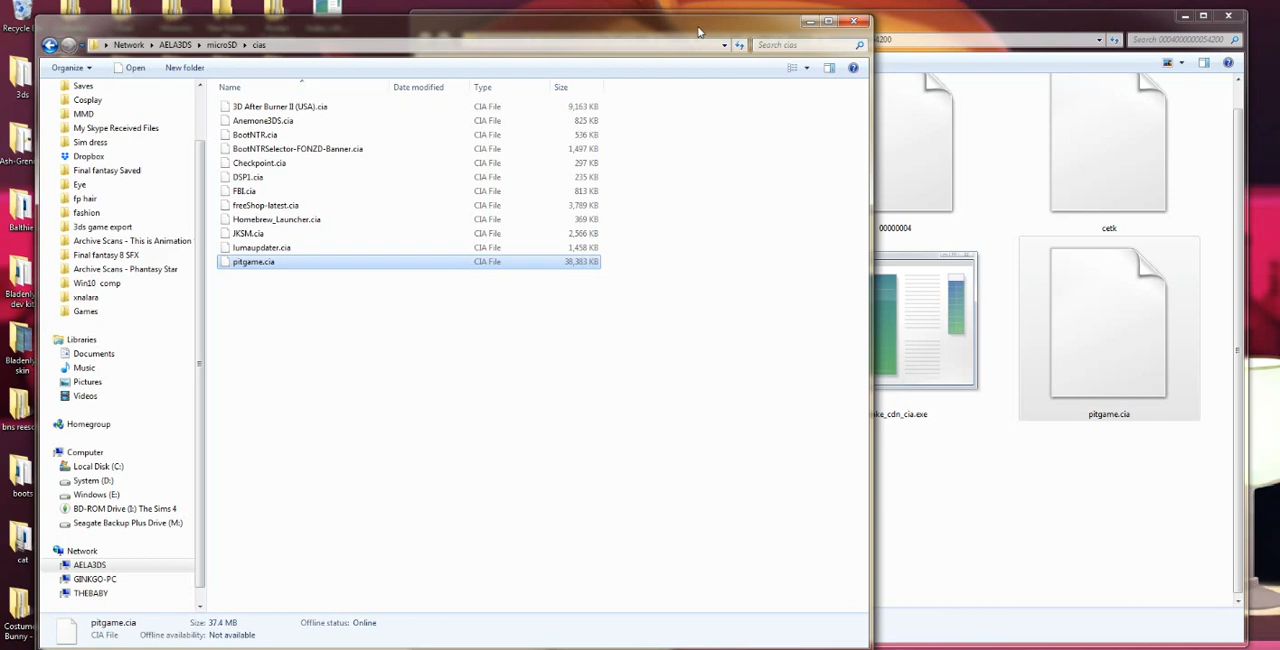 Recycle Bin
3ds
Ash-Gren
Balthie
Bladenly
dev kit
Bladenly
skin
bns rees
boots
cat
Costume
Bunny -
Network ▸ AELA3DS ▸ microSD ▸ cias
Search cias
Organize Open New folder
Saves
Cosplay
MMD
My Skype Received Files
Sim dress
Dropbox
Final fantasy Saved
Eye
fp hair
fashion
3ds game export
Archive Scans - This is Animation
Final fantasy 8 SFX
Archive Scans - Phantasy Star
Win10 comp
xnalara
Games
Libraries
Documents
Music
Pictures
Videos
Homegroup
Computer
Local Disk (C:)
System (D:)
Windows (E:)
BD-ROM Drive (I:) The Sims 4
Seagate Backup Plus Drive (M:)
Network
AELA3DS
GINKGO-PC
THEBABY
Name Date modified Type Size
3D After Burner II (USA).cia CIA File 9,163 KB
Anemone3DS.cia CIA File 825 KB
BootNTR.cia CIA File 536 KB
BootNTRSelector-FONZD-Banner.cia CIA File 1,497 KB
Checkpoint.cia CIA File 297 KB
DSP1.cia CIA File 235 KB
FBI.cia CIA File 813 KB
freeShop-latest.cia CIA File 3,789 KB
Homebrew_Launcher.cia CIA File 369 KB
JKSM.cia CIA File 2,566 KB
lumaupdater.cia CIA File 1,458 KB
pitgame.cia CIA File 38,383 KB
pitgame.cia Size: 37.4 MB Offline status: Online
CIA File Offline availability: Not available
54200 Search 0004000000054200
00000004 cetk
ke_cdn_cia.exe pitgame.cia